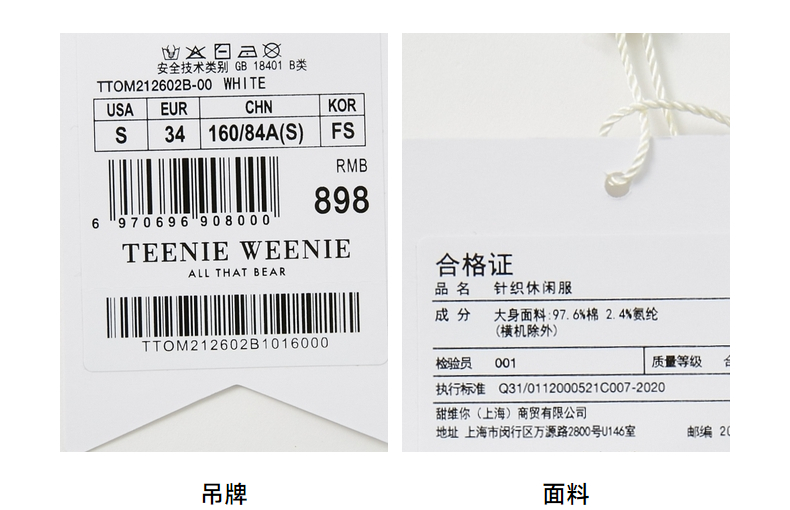 安全技术类别 GB 18401 B类
TTOM212602B-00 WHITE
USA EUR CHN KOR
S 34 160/84A(S) FS
RMB
898
6 970696 908000
TEENIE WEENIE
ALL THAT BEAR
TTOM212602B1016000
吊牌
合格证
品 名 针织休闲服
成 分 大身面料:97.6%棉 2.4%氨纶
(横机除外)
检验员 001 质量等级
执行标准 Q31/0112000521C007-2020
甜维你（上海）商贸有限公司
地址 上海市闵行区万源路2800号U146室 邮编 20
面料